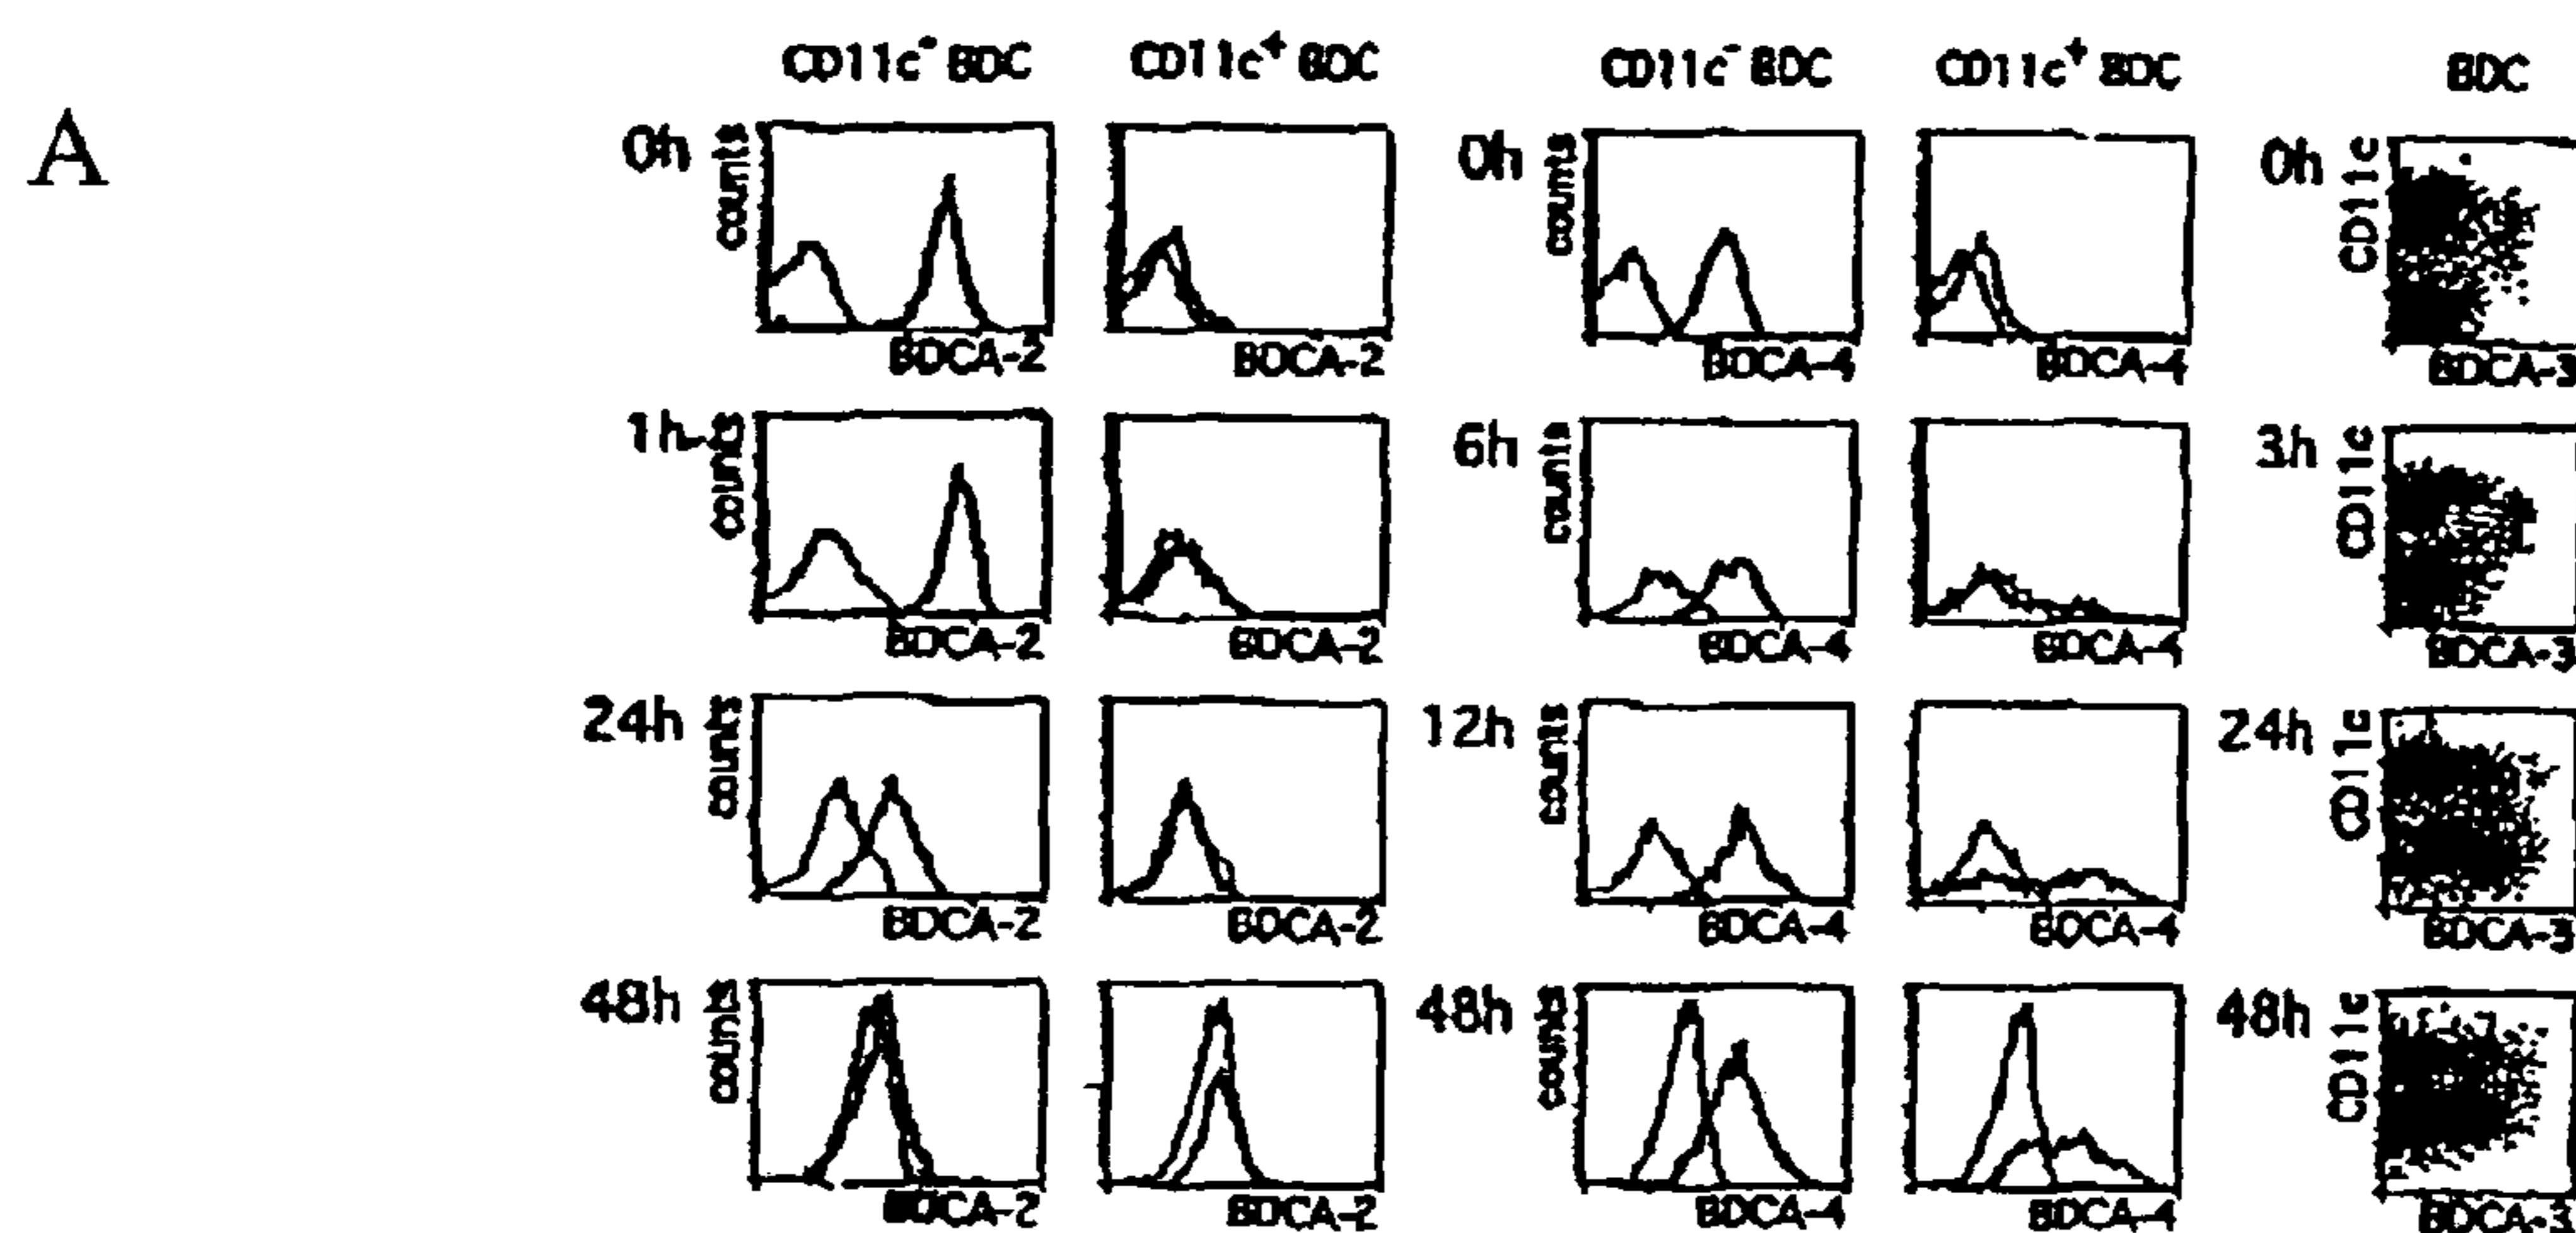 A
CD11c⁻ BDC CD11c⁺ BDC CD11c⁻ BDC CD11c⁺ BDC BDC
0h counts BDCA-2 BDCA-2 0h counts BDCA-4 BDCA-4 0h CD11c BDCA-3
1h counts BDCA-2 BDCA-2 6h counts BDCA-4 BDCA-4 3h CD11c BDCA-3
24h counts BDCA-2 BDCA-2 12h counts BDCA-4 BDCA-4 24h CD11c BDCA-3
48h counts BDCA-2 BDCA-2 48h counts BDCA-4 BDCA-4 48h CD11c BDCA-3